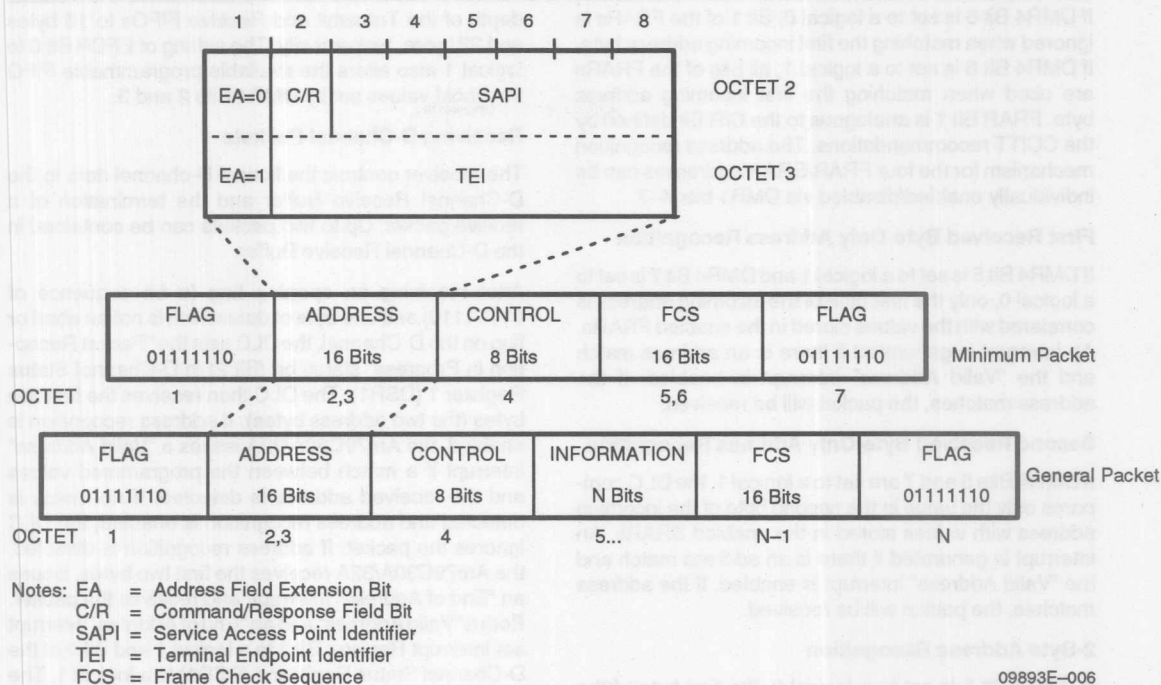 1 2 3 4 5 6 7 8
EA=0 C/R SAPI OCTET 2
EA=1 TEI OCTET 3
FLAG ADDRESS CONTROL FCS FLAG
01111110 16 Bits 8 Bits 16 Bits 01111110 Minimum Packet
OCTET 1 2,3 4 5,6 7
FLAG ADDRESS CONTROL INFORMATION FCS FLAG
General Packet
01111110 16 Bits 8 Bits N Bits 16 Bits 01111110
OCTET 1 2,3 4 5... N–1 N
Notes: EA = Address Field Extension Bit
C/R = Command/Response Field Bit
SAPI = Service Access Point Identifier
TEI = Terminal Endpoint Identifier
FCS = Frame Check Sequence
09893E–006